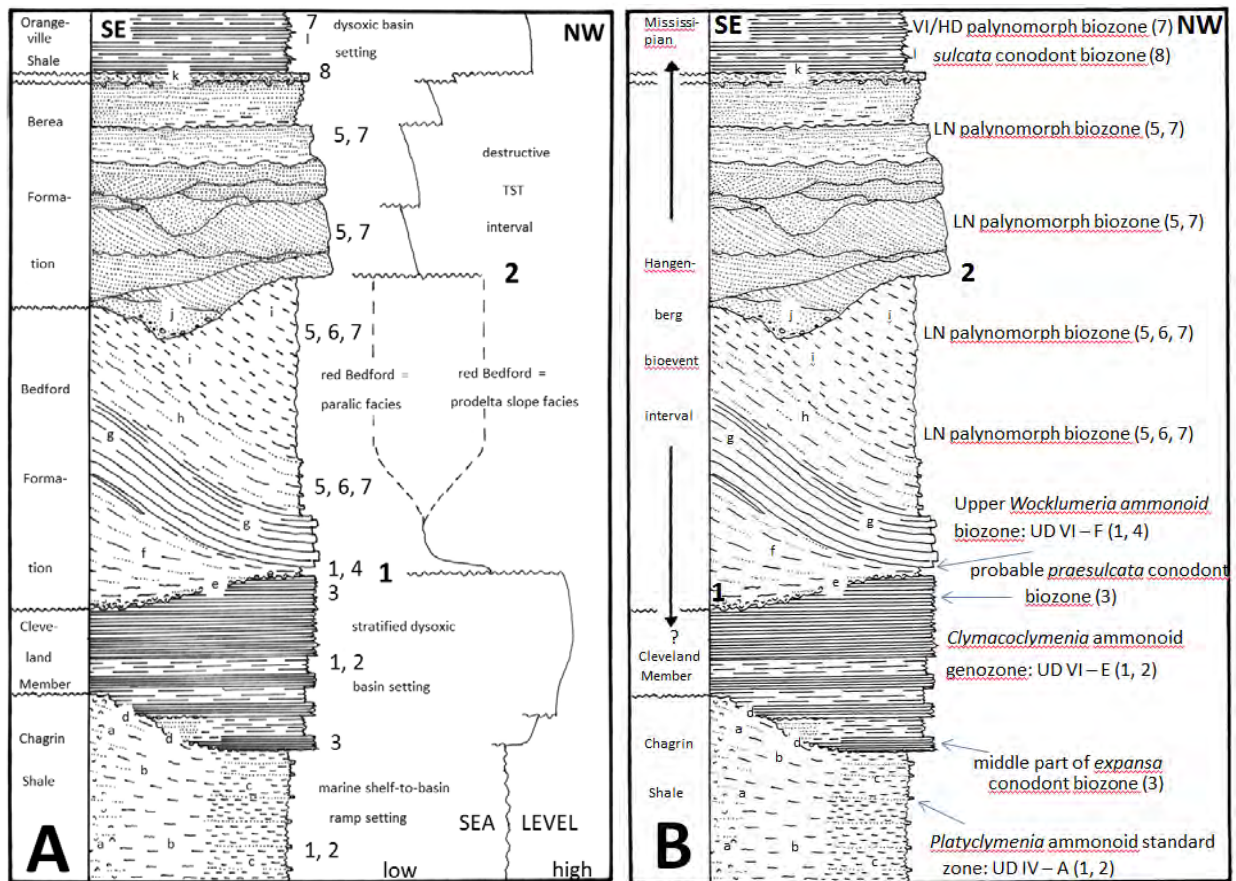 Orange-
ville
Shale
Berea
Forma-
tion
Bedford
Forma-
tion
Cleve-
land
Member
Chagrin
Shale
A
SE
NW
7
8
k
5, 7
5, 7
2
j
i
i
5, 6, 7
h
g
5, 6, 7
g
f
1, 4
1
e
3
1, 2
d
a
d
3
b
c
a
b
c
1, 2
dysoxic basin
setting
destructive
TST
interval
red Bedford =
paralic facies
red Bedford =
prodelta slope facies
stratified dysoxic
basin setting
marine shelf-to-basin
ramp setting
SEA LEVEL
low
high
Mississi-
pian
Hangen-
berg
bioevent
interval
?
Cleveland
Member
Chagrin
Shale
B
SE
NW
k
j
i
i
h
g
g
f
e
1
2
d
a
d
b
c
a
b
c
VI/HD palynomorph biozone (7)
sulcata conodont biozone (8)
LN palynomorph biozone (5, 7)
LN palynomorph biozone (5, 7)
LN palynomorph biozone (5, 6, 7)
LN palynomorph biozone (5, 6, 7)
Upper Wocklumeria ammonoid
biozone: UD VI – F (1, 4)
probable praesulcata conodont
biozone (3)
Clymacoclymenia ammonoid
genozone: UD VI – E (1, 2)
middle part of expansa
conodont biozone (3)
Platyclymenia ammonoid standard
zone: UD IV – A (1, 2)